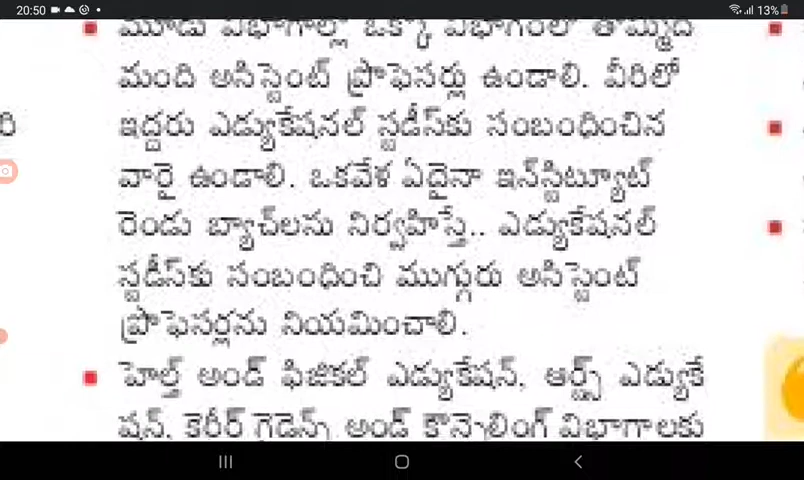 20:50
13%
మూడు విభాగాల్లో ఒక్కో విభాగంలో తొమ్మిది
మంది అసిస్టెంట్ ప్రొఫెసర్లు ఉండాలి. వీరిలో
ఇద్దరు ఎడ్యుకేషనల్ స్టడీస్‌కు సంబంధించిన
వారై ఉండాలి. ఒకవేళ ఏదైనా ఇన్‌స్టిట్యూట్
రెండు బ్యాచ్‌లను నిర్వహిస్తే.. ఎడ్యుకేషనల్
స్టడీస్‌కు సంబంధించి ముగ్గురు అసిస్టెంట్
ప్రొఫెసర్లను నియమించాలి.
హెల్త్ అండ్ ఫిజికల్ ఎడ్యుకేషన్, ఆర్ట్స్ ఎడ్యుకే
షన్, కెరీర్ గైడెన్స్ అండ్ కౌన్సెలింగ్ విభాగాలకు